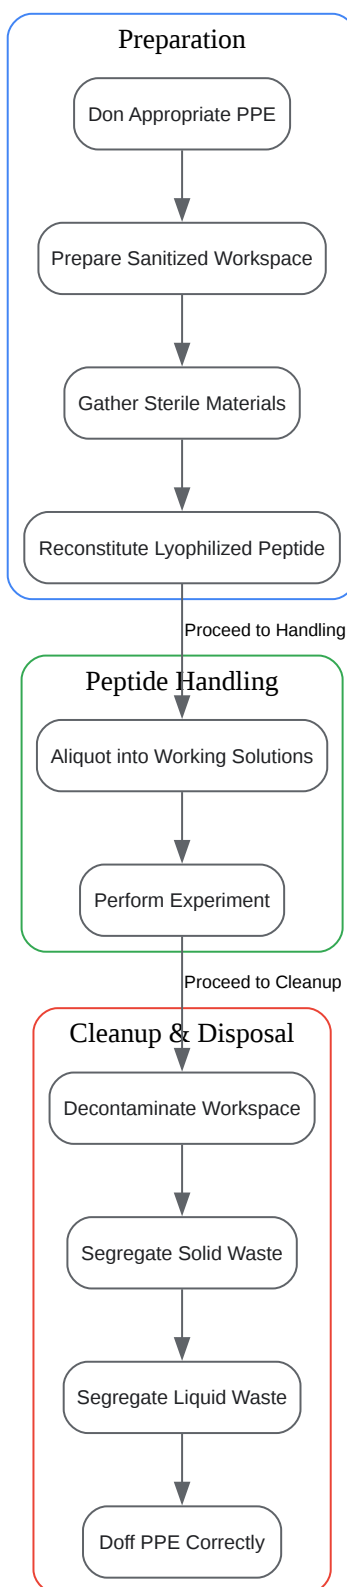 Preparation
Don Appropriate PPE
Prepare Sanitized Workspace
Gather Sterile Materials
Reconstitute Lyophilized Peptide
Proceed to Handling
Peptide Handling
Aliquot into Working Solutions
Perform Experiment
Proceed to Cleanup
Cleanup & Disposal
Decontaminate Workspace
Segregate Solid Waste
Segregate Liquid Waste
Doff PPE Correctly